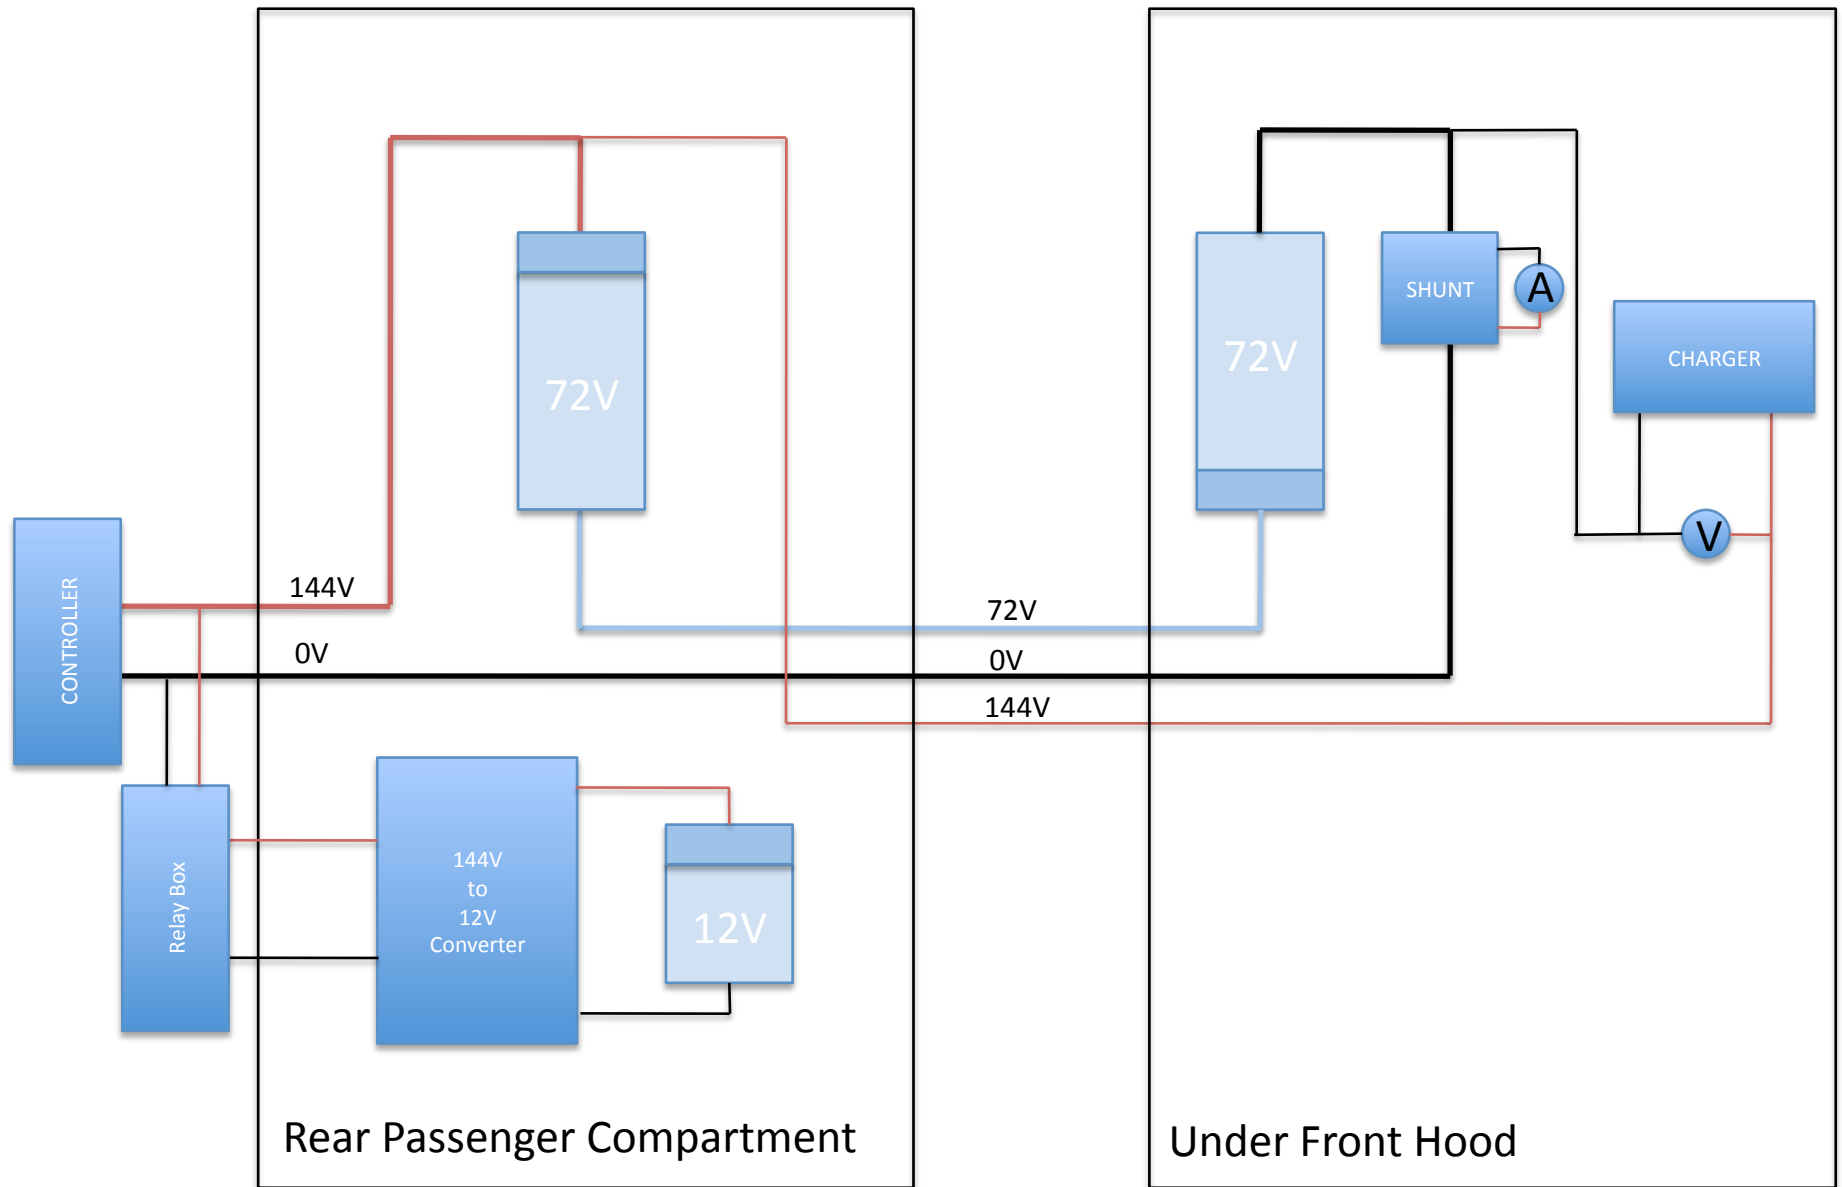 SHUNT
A
CHARGER
72V
72V
V
CONTROLLER
144V
0V
72V
0V
144V
Relay Box
144V
to
12V
Converter
12V
Rear Passenger Compartment
Under Front Hood